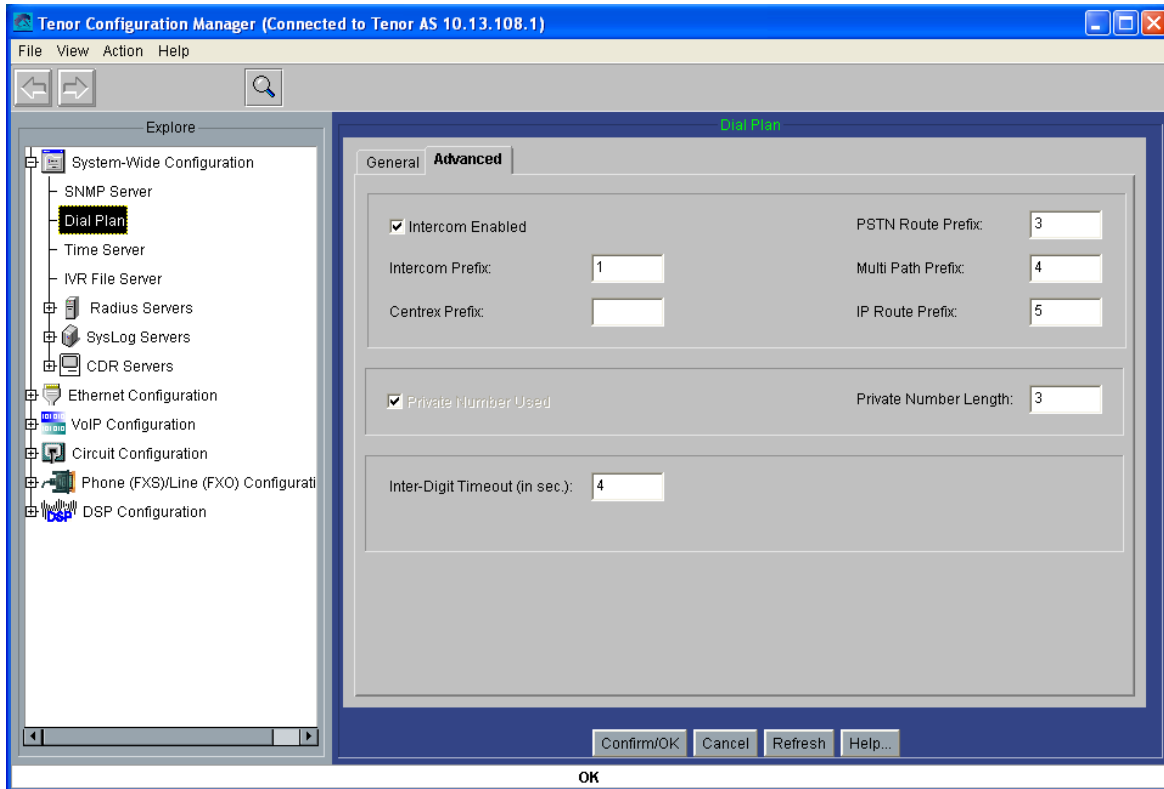 Tenor Configuration Manager (Connected to Tenor AS 10.13.108.1)
File View Action Help
Explore
System-Wide Configuration
SNMP Server
Dial Plan
Time Server
IVR File Server
Radius Servers
SysLog Servers
CDR Servers
Ethernet Configuration
VoIP Configuration
Circuit Configuration
Phone (FXS)/Line (FXO) Configurati
DSP DSP Configuration
Dial Plan
General Advanced
Intercom Enabled PSTN Route Prefix: 3
Intercom Prefix: 1 Multi Path Prefix: 4
Centrex Prefix: IP Route Prefix: 5
Private Number Used Private Number Length: 3
Inter-Digit Timeout (in sec.): 4
Confirm/OK Cancel Refresh Help...
OK